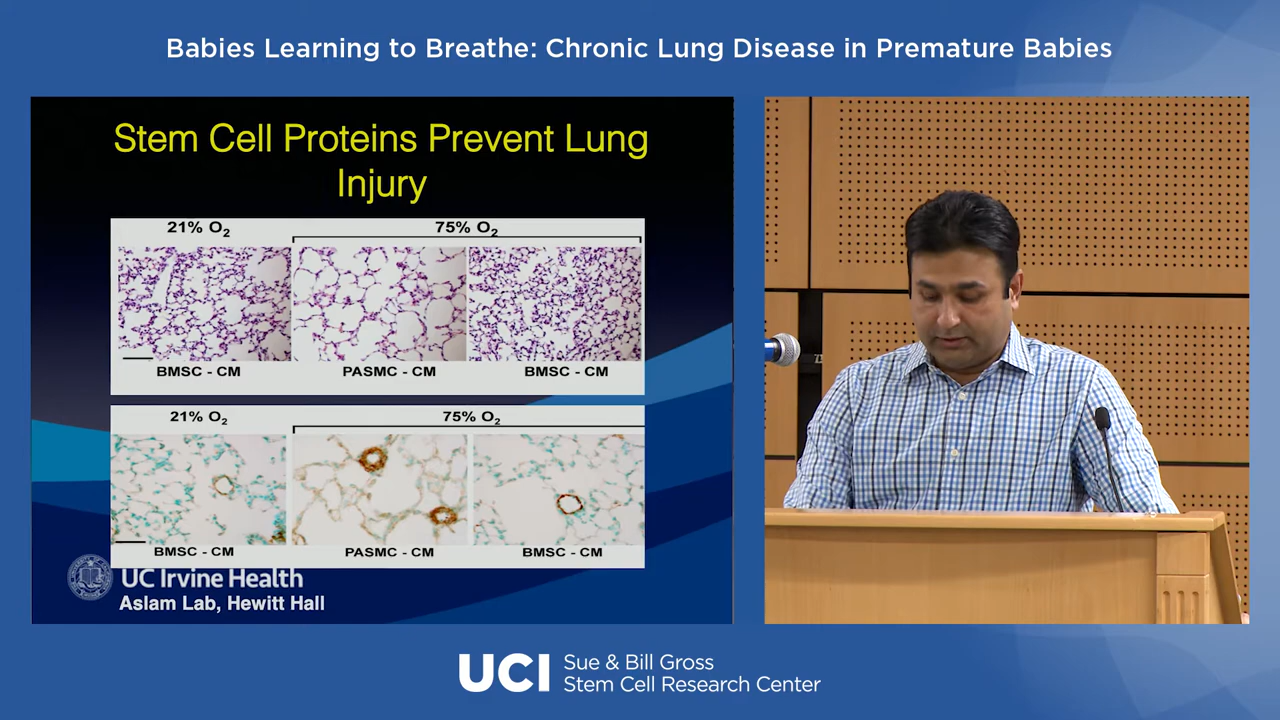 Babies Learning to Breathe: Chronic Lung Disease in Premature Babies
Stem Cell Proteins Prevent Lung
Injury
21% O₂
75% O₂
BMSC - CM
PASMC - CM
BMSC - CM
21% O₂
75% O₂
BMSC - CM
PASMC - CM
BMSC - CM
UC Irvine Health
Aslam Lab, Hewitt Hall
UCI
Sue & Bill Gross
Stem Cell Research Center